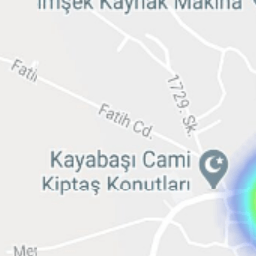 İmşek Kaynak Makina
Fatih
Fatih Cd.
1729. Sk.
Kayabaşı Cami
Kiptaş Konutları